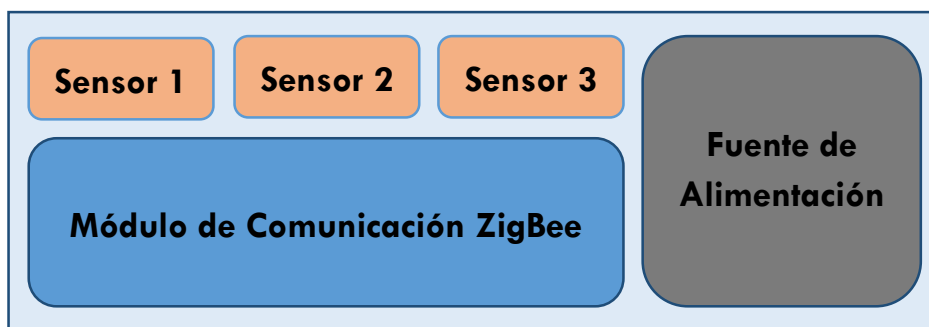 Sensor 1
Sensor 2
Sensor 3
Módulo de Comunicación ZigBee
Fuente de
Alimentación